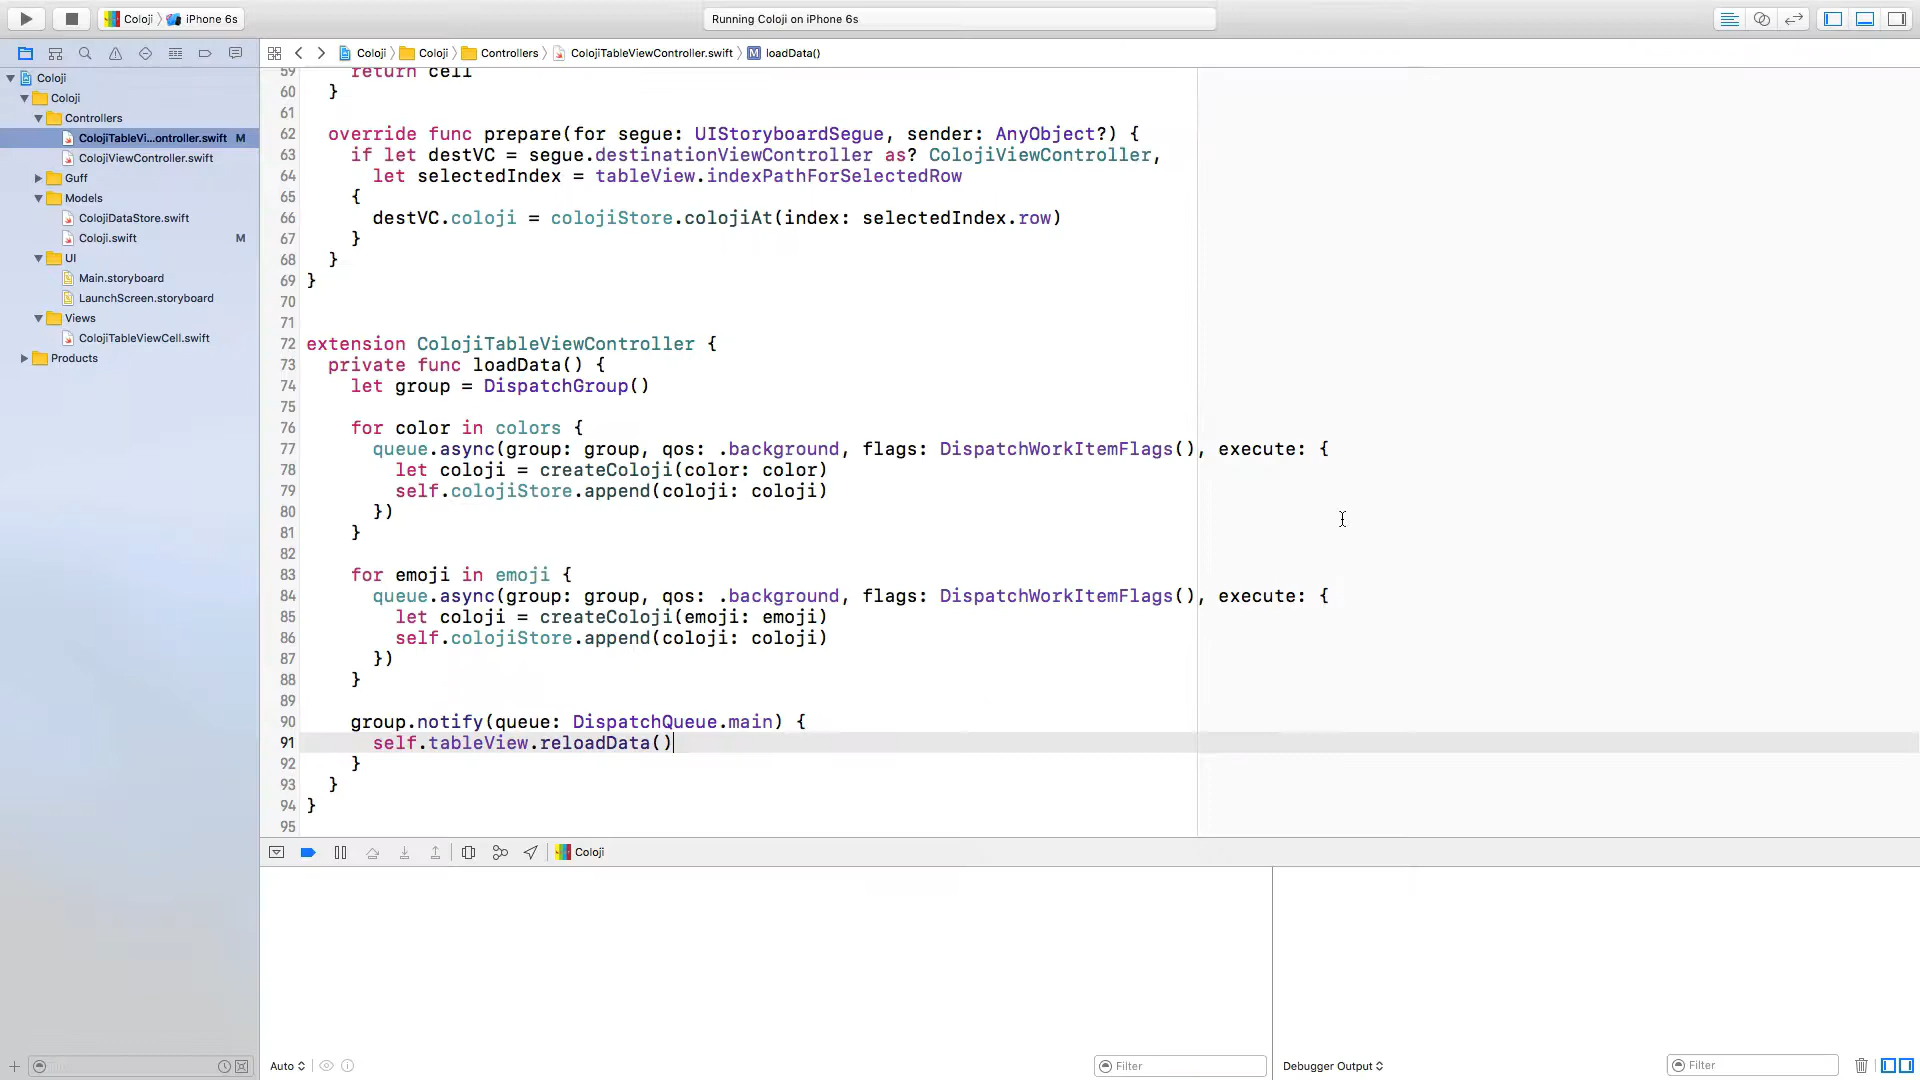 Coloji iPhone 6s
Running Coloji on iPhone 6s
Coloji Coloji Controllers ColojiTableViewController.swift M loadData()
Coloji
Coloji
Controllers
ColojiTableVi...ontroller.swift M
ColojiViewController.swift
Guff
Models
ColojiDataStore.swift
Coloji.swift M
UI
Main.storyboard
LaunchScreen.storyboard
Views
ColojiTableViewCell.swift
Products
59 return cell
60 }
61
62 override func prepare(for segue: UIStoryboardSegue, sender: AnyObject?) {
63 if let destVC = segue.destinationViewController as? ColojiViewController,
64 let selectedIndex = tableView.indexPathForSelectedRow
65 {
66 destVC.coloji = colojiStore.colojiAt(index: selectedIndex.row)
67 }
68 }
69 }
70
71
72 extension ColojiTableViewController {
73 private func loadData() {
74 let group = DispatchGroup()
75
76 for color in colors {
77 queue.async(group: group, qos: .background, flags: DispatchWorkItemFlags(), execute: {
78 let coloji = createColoji(color: color)
79 self.colojiStore.append(coloji: coloji)
80 })
81 }
82
83 for emoji in emoji {
84 queue.async(group: group, qos: .background, flags: DispatchWorkItemFlags(), execute: {
85 let coloji = createColoji(emoji: emoji)
86 self.colojiStore.append(coloji: coloji)
87 })
88 }
89
90 group.notify(queue: DispatchQueue.main) {
91 self.tableView.reloadData()
92 }
93 }
94 }
95
Coloji
Auto Filter Debugger Output Filter